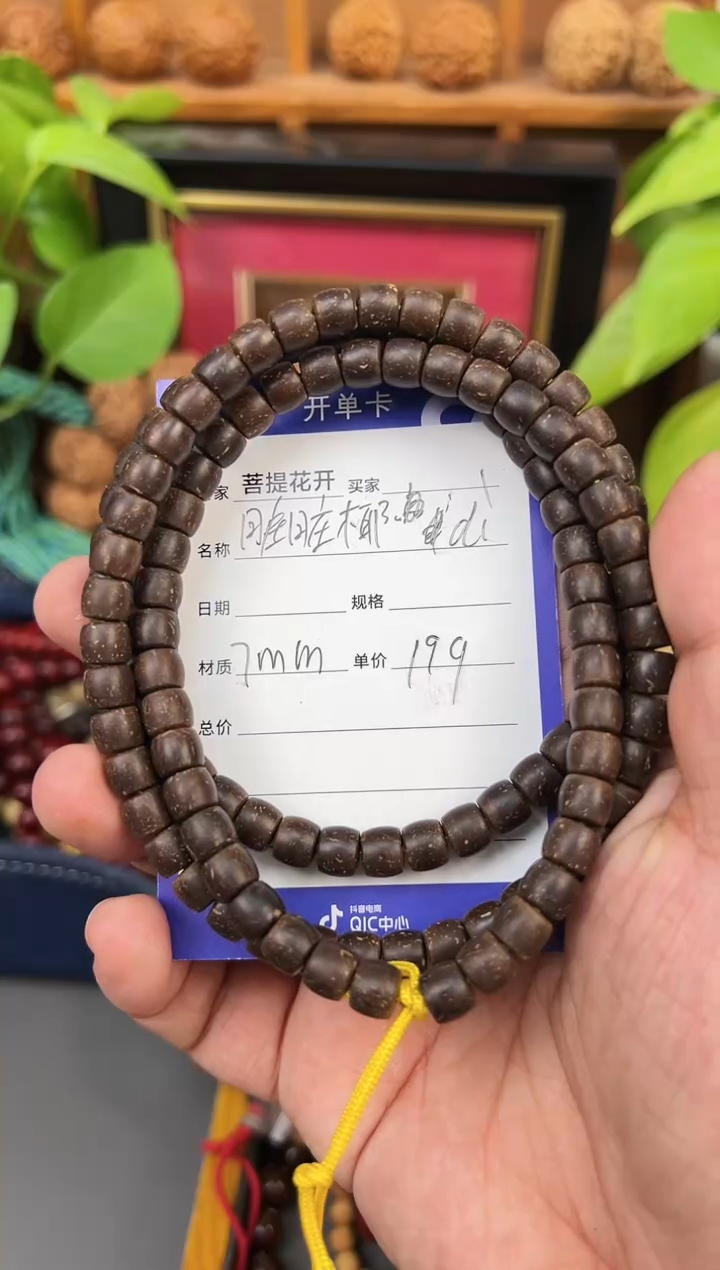 开单卡
家 菩提花开 买家
名称
日期 规格
材质 7mm 单价 199
总价
抖音电商
QIC中心